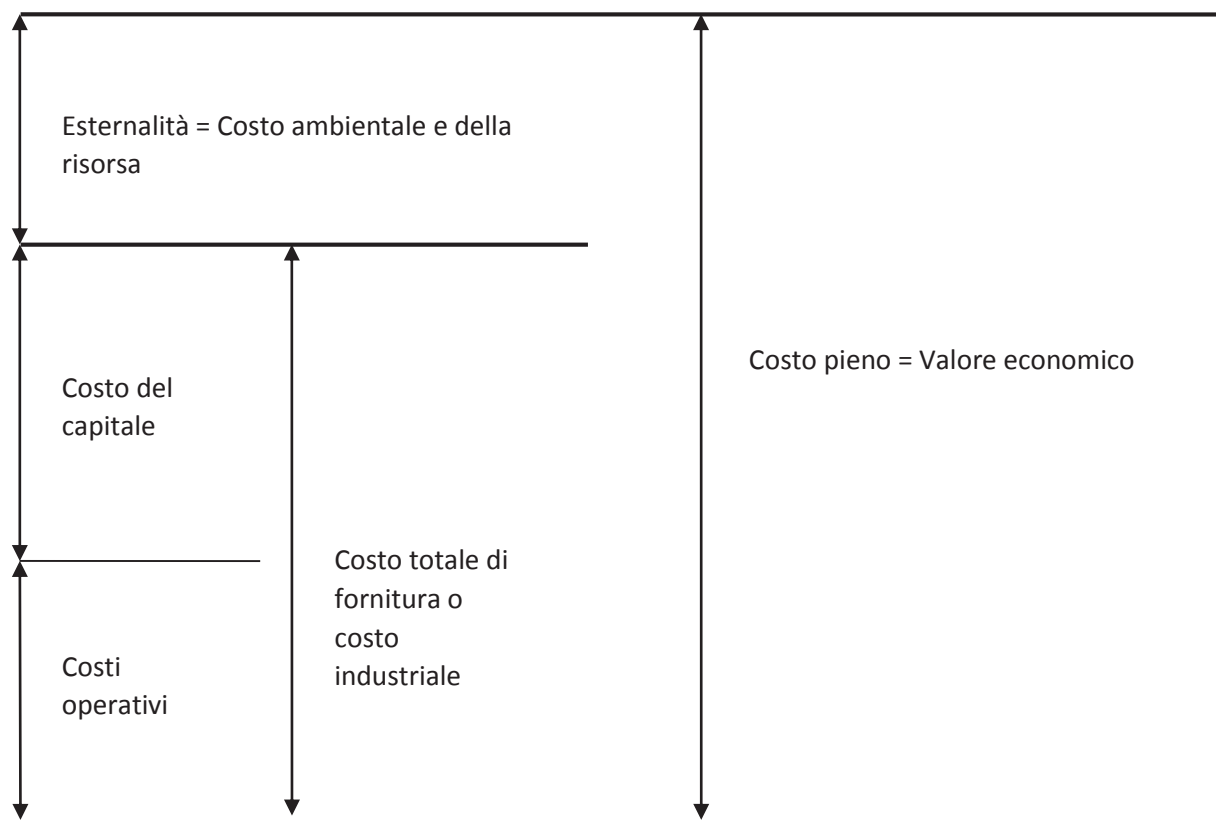 Esternalità = Costo ambientale e della
risorsa
Costo del
capitale
Costo pieno = Valore economico
Costo totale di
fornitura o
costo
industriale
Costi
operativi